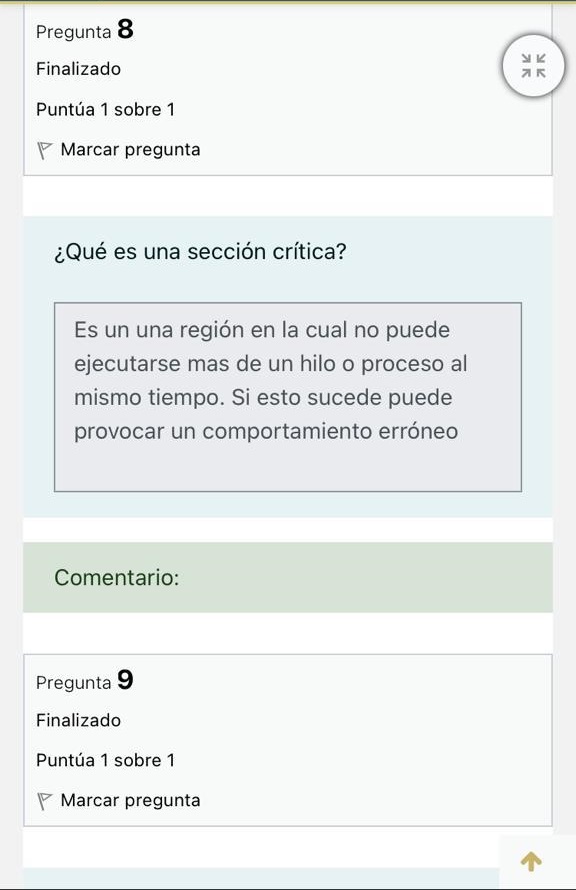 Pregunta 8
Finalizado
Puntúa 1 sobre 1
Marcar pregunta
¿Qué es una sección crítica?
Es un una región en la cual no puede
ejecutarse mas de un hilo o proceso al
mismo tiempo. Si esto sucede puede
provocar un comportamiento erróneo
Comentario:
Pregunta 9
Finalizado
Puntúa 1 sobre 1
Marcar pregunta